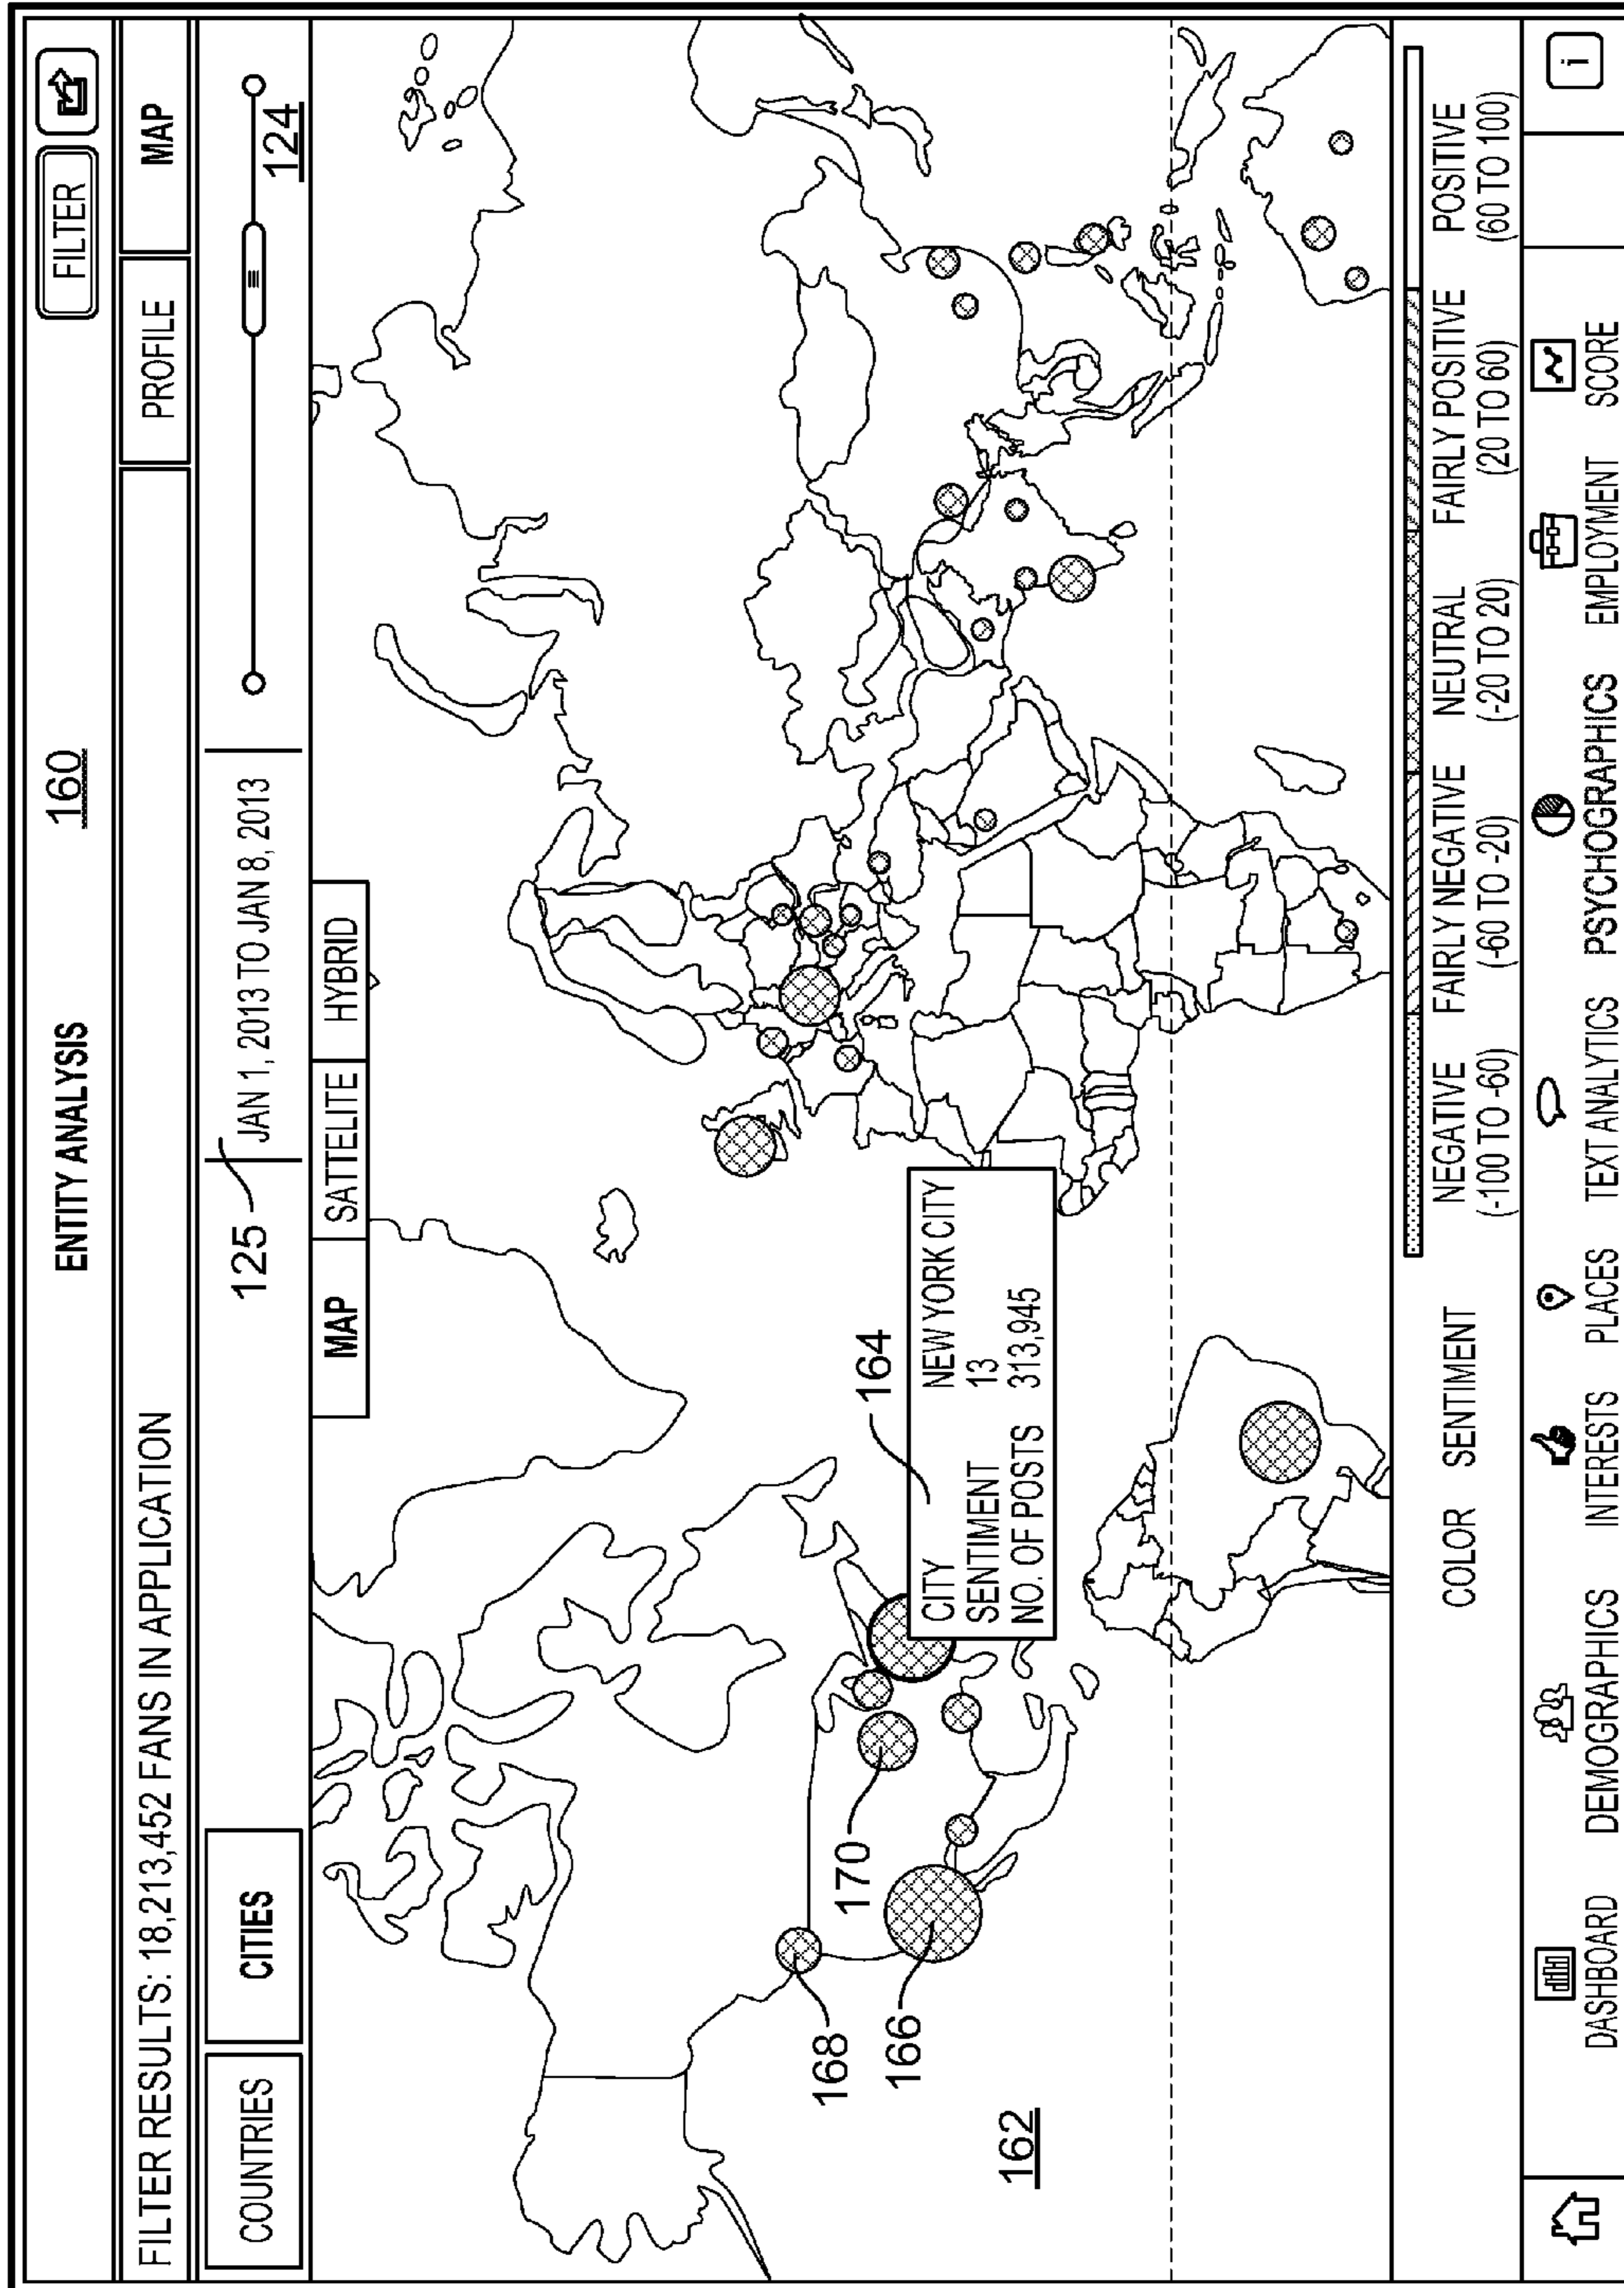 ENTITY ANALYSIS
160
FILTER
FILTER RESULTS: 18,213,452 FANS IN APPLICATION
PROFILE
MAP
COUNTRIES
CITIES
125
JAN 1, 2013 TO JAN 8, 2013
124
MAP
SATTELITE
HYBRID
168
170
166
164
CITY NEW YORK CITY
SENTIMENT 13
NO. OF POSTS 313,945
162
COLOR SENTIMENT
NEGATIVE FAIRLY NEGATIVE NEUTRAL FAIRLY POSITIVE POSITIVE
(-100 TO -60) (-60 TO -20) (-20 TO 20) (20 TO 60) (60 TO 100)
DASHBOARD DEMOGRAPHICS INTERESTS PLACES TEXT ANALYTICS PSYCHOGRAPHICS EMPLOYMENT SCORE
i